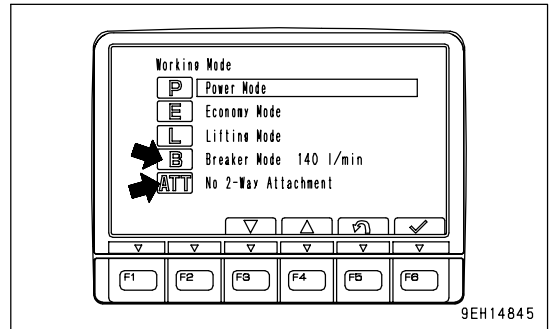 Working Mode
P Power Mode
E Economy Mode
L Lifting Mode
B Breaker Mode 140 l/min
ATT No 2-Way Attachment
F1 F2 F3 F4 F5 F6
9EH14845